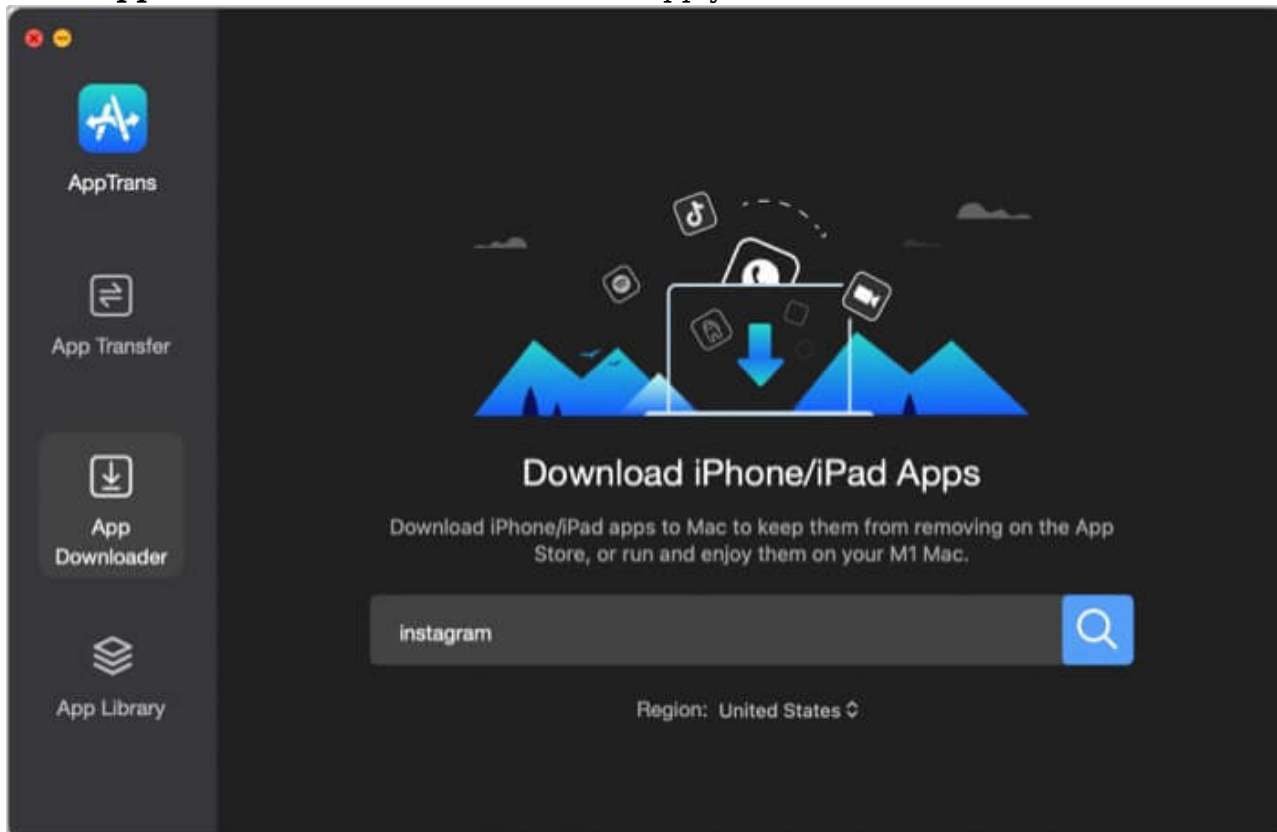 AppTrans
App Transfer
App
Downloader
App Library
Download iPhone/iPad Apps
Download iPhone/iPad apps to Mac to keep them from removing on the App
Store, or run and enjoy them on your M1 Mac.
instagram
Region: United States